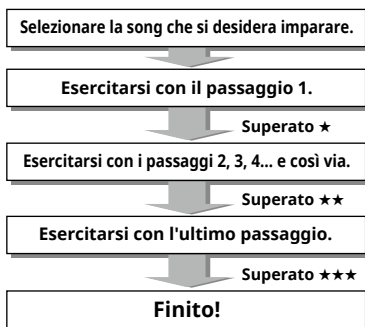 Selezionare la song che si desidera imparare.
Esercitarsi con il passaggio 1.
Superato ★
Esercitarsi con i passaggi 2, 3, 4... e così via.
Superato ★★
Esercitarsi con l'ultimo passaggio.
Superato ★★★
Finito!